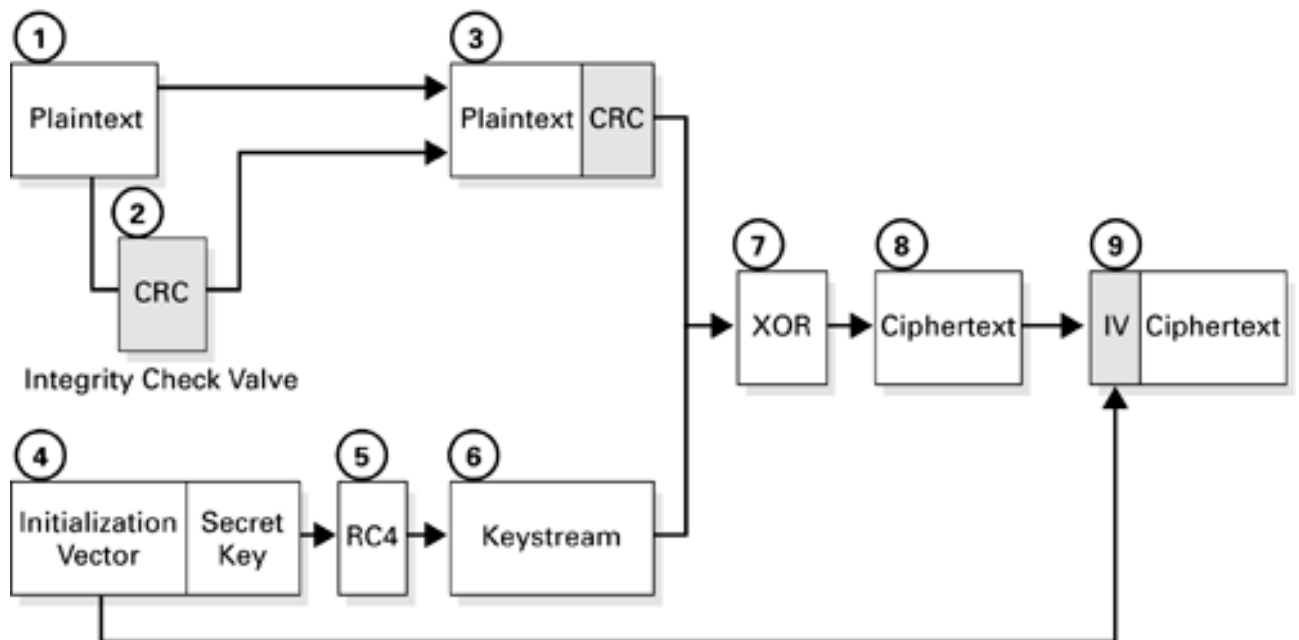 1
Plaintext
2
CRC
Integrity Check Valve
3
Plaintext CRC
4
Initialization
Vector
Secret
Key
5
RC4
6
Keystream
7
XOR
8
Ciphertext
9
IV Ciphertext